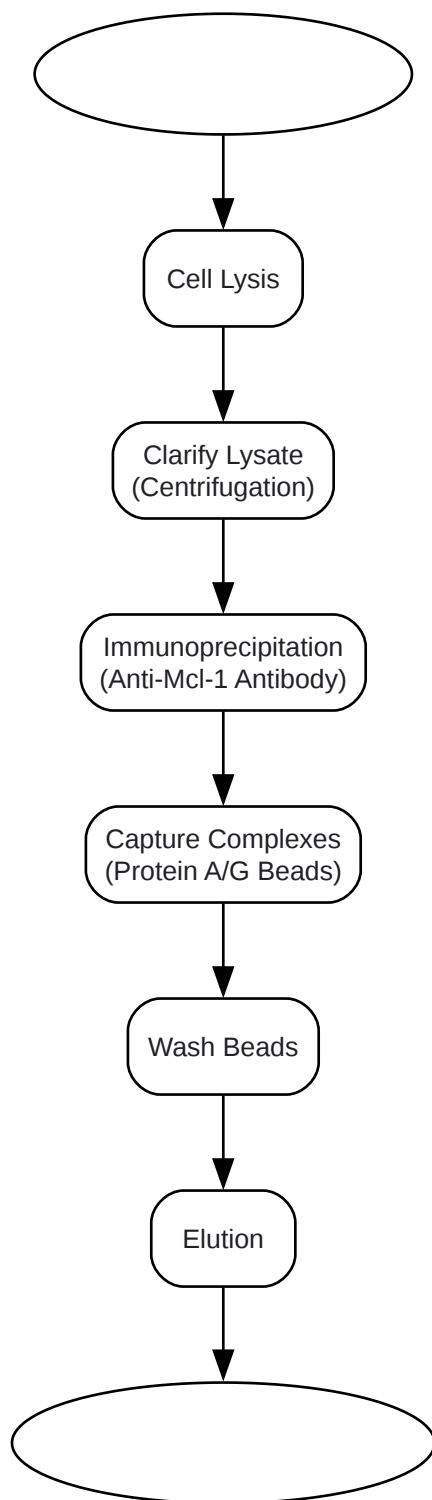 Cell Lysis
Clarify Lysate
(Centrifugation)
Immunoprecipitation
(Anti-Mcl-1 Antibody)
Capture Complexes
(Protein A/G Beads)
Wash Beads
Elution